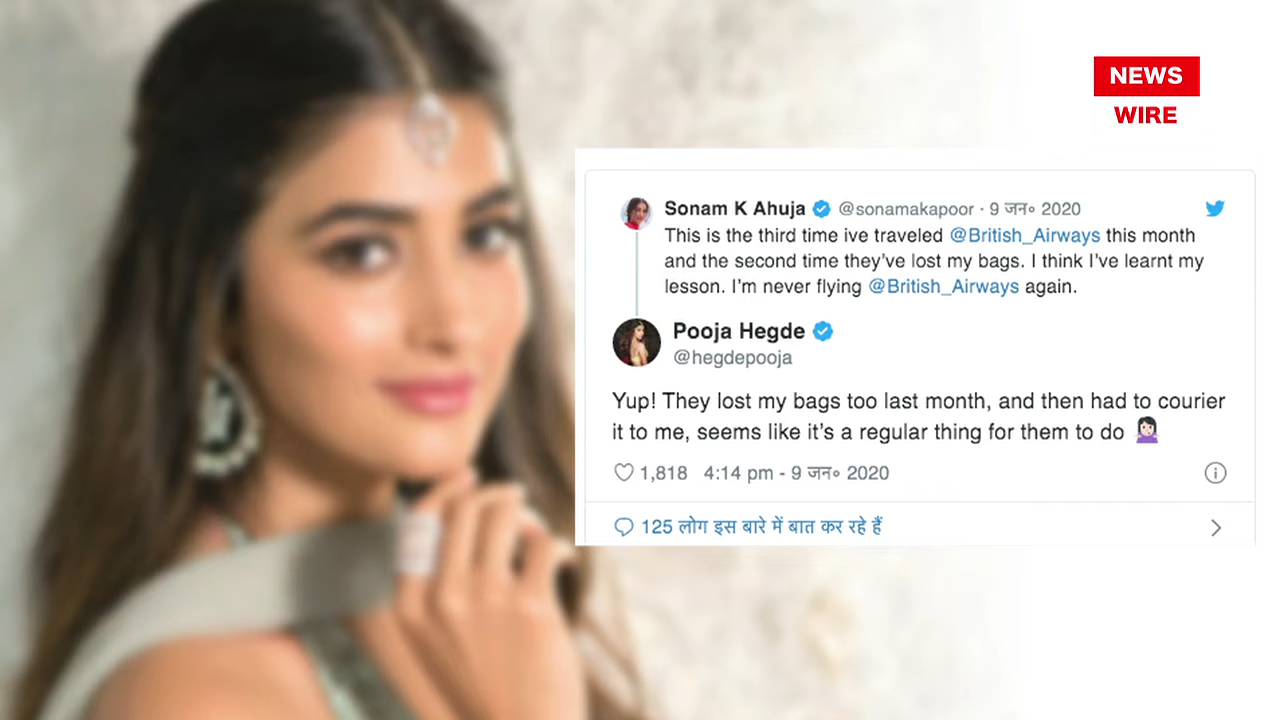 NEWS
WIRE
Sonam K Ahuja @sonamakapoor · 9 जन॰ 2020
This is the third time ive traveled @British_Airways this month
and the second time they've lost my bags. I think I've learnt my
lesson. I'm never flying @British_Airways again.
Pooja Hegde
@hegdepooja
Yup! They lost my bags too last month, and then had to courier
it to me, seems like it's a regular thing for them to do 🤷🏻‍♀️
1,818 4:14 pm - 9 जन॰ 2020
125 लोग इस बारे में बात कर रहे हैं